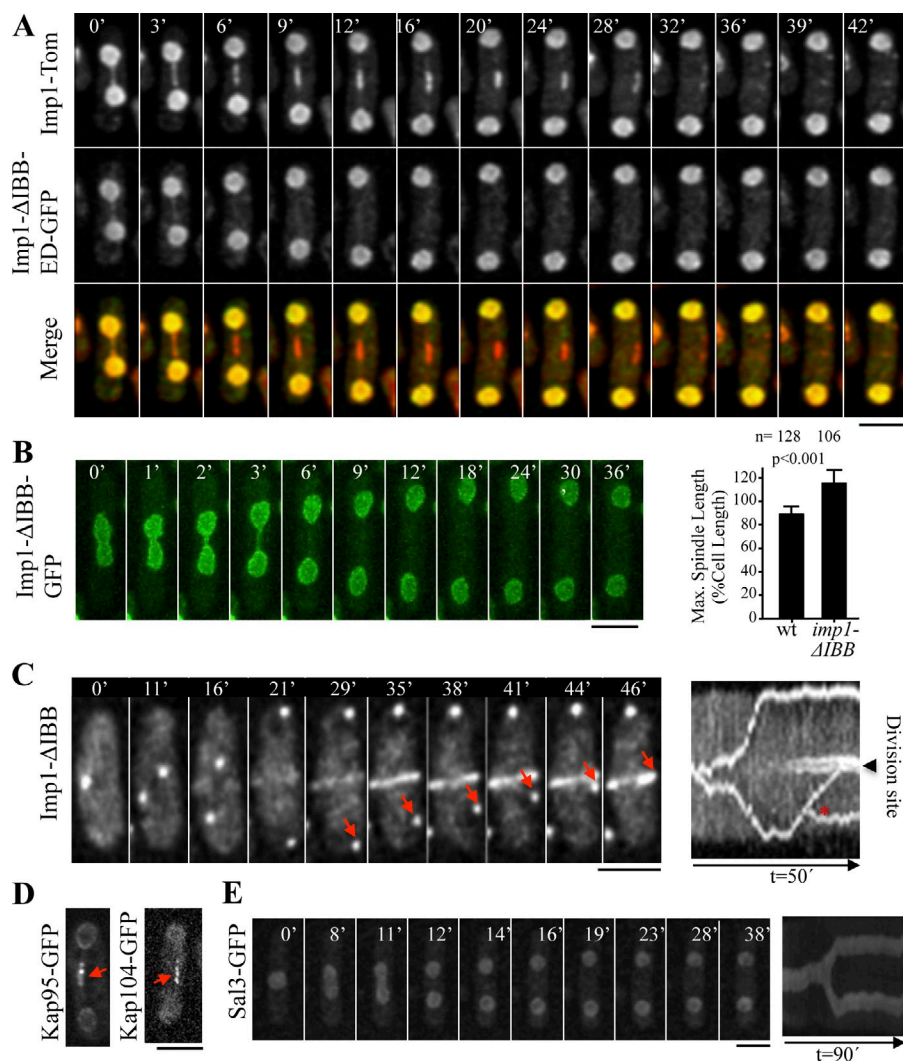 A
0’ 3’ 6’ 9’ 12’ 16’ 20’ 24’ 28’ 32’ 36’ 39’ 42’
Imp1-Tom
Imp1-ΔIBB-
ED-GFP
Merge
B
0’ 1’ 2’ 3’ 6’ 9’ 12’ 18’ 24’ 30 36’
Imp1-ΔIBB-
GFP
n= 128 106
p<0.001
Max. Spindle Length
(%Cell Length)
120
100
80
60
40
20
0
wt imp1-
ΔIBB
C
0’ 11’ 16’ 21’ 29’ 35’ 38’ 41’ 44’ 46’
Imp1-ΔIBB
*
Division site
t=50´
D
Kap95-GFP
Kap104-GFP
E
Sal3-GFP
0’ 8’ 11’ 12’ 14’ 16’ 19’ 23’ 28’ 38’
t=90´